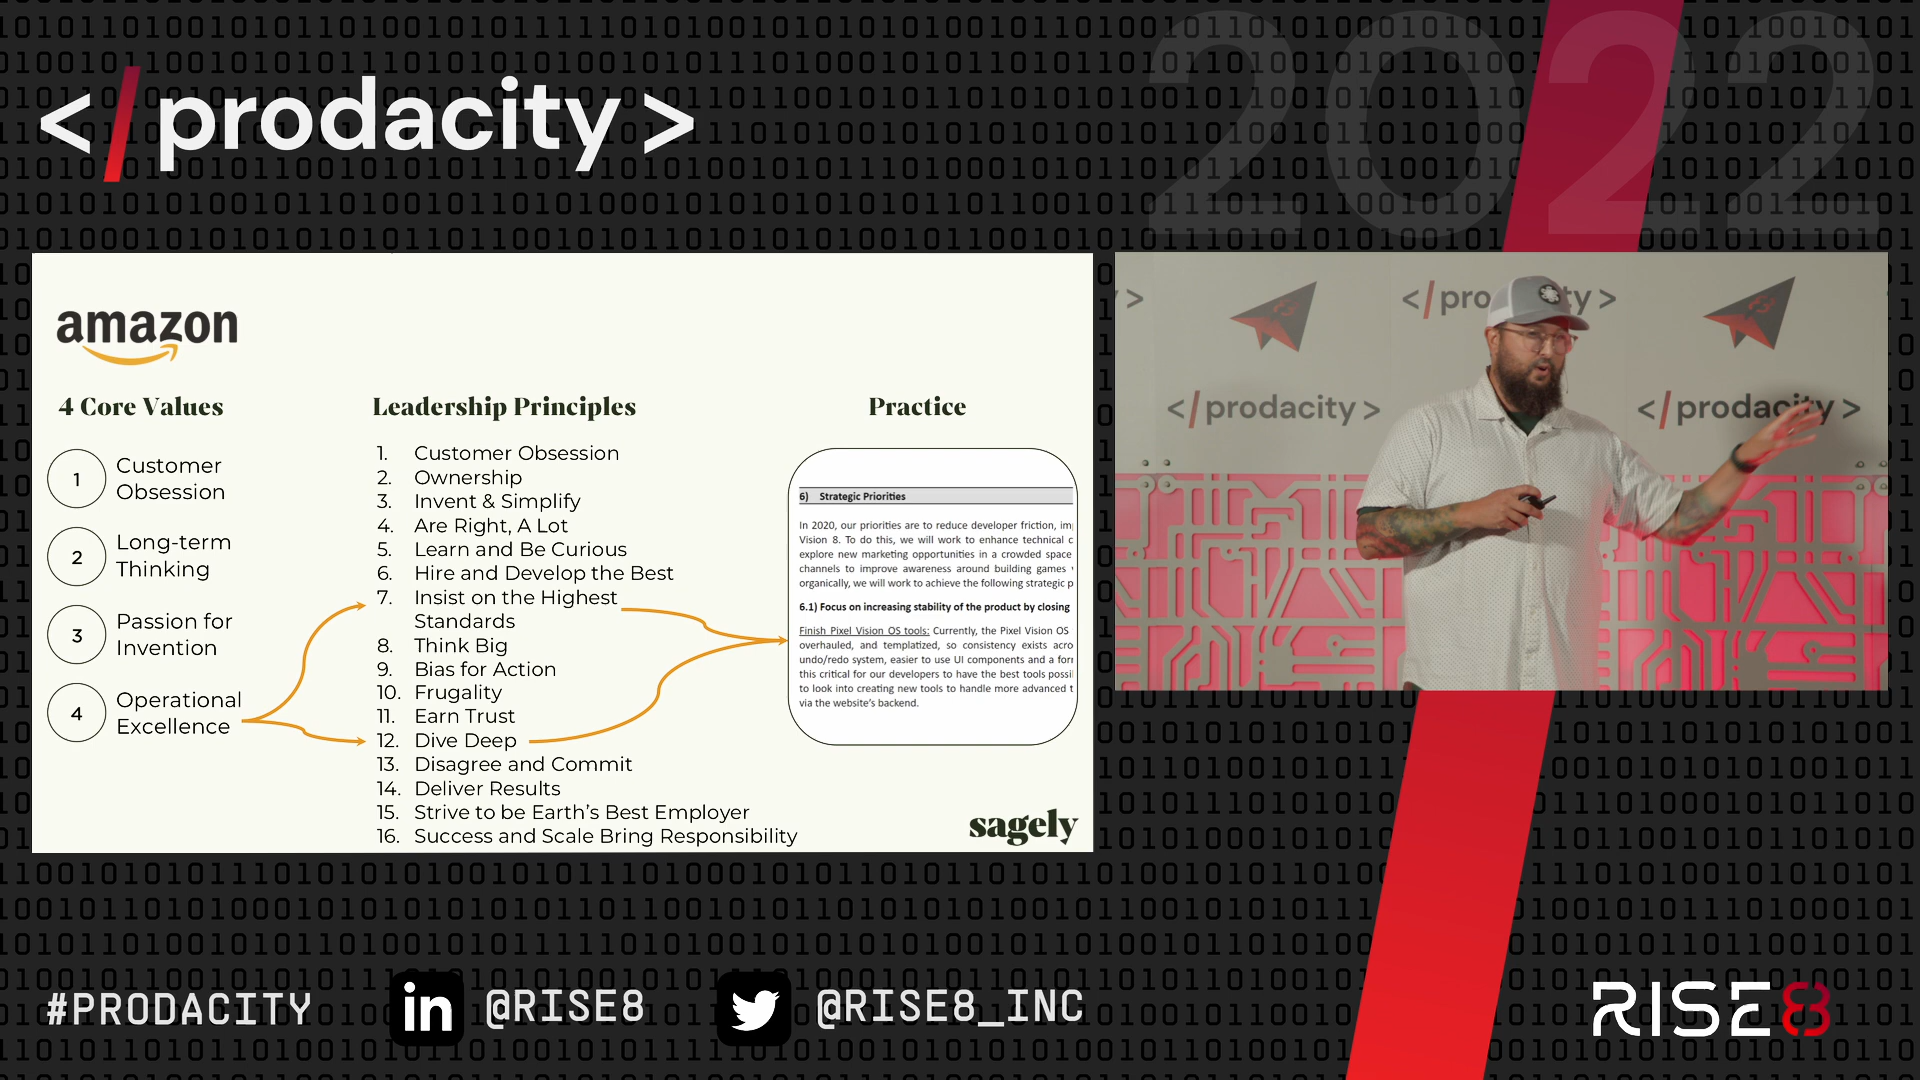 2022
</prodacity>
amazon
4 Core Values
1 Customer
Obsession
2 Long-term
Thinking
3 Passion for
Invention
4 Operational
Excellence
Leadership Principles
1. Customer Obsession
2. Ownership
3. Invent & Simplify
4. Are Right, A Lot
5. Learn and Be Curious
6. Hire and Develop the Best
7. Insist on the Highest
Standards
8. Think Big
9. Bias for Action
10. Frugality
11. Earn Trust
12. Dive Deep
13. Disagree and Commit
14. Deliver Results
15. Strive to be Earth's Best Employer
16. Success and Scale Bring Responsibility
Practice
6) Strategic Priorities
In 2020, our priorities are to reduce developer friction,
Vision 8. To do this, we will work to enhance technical
explore new marketing opportunities in a crowded space
channels to improve awareness around building games
organically, we will work to achieve the following strategic
6.1) Focus on increasing stability of the product by closing
Finish Pixel Vision OS tools: Currently, the Pixel Vision OS
overhauled, and templatized, so consistency exists
undo/redo system, easier to use UI components and a
this critical for our developers to have the best tools
to look into creating new tools to handle more advanced
via the website's backend.
sagely
</prodacity>
</prodacity>
#PRODACITY
in @RISE8
@RISE8_INC
RISE8